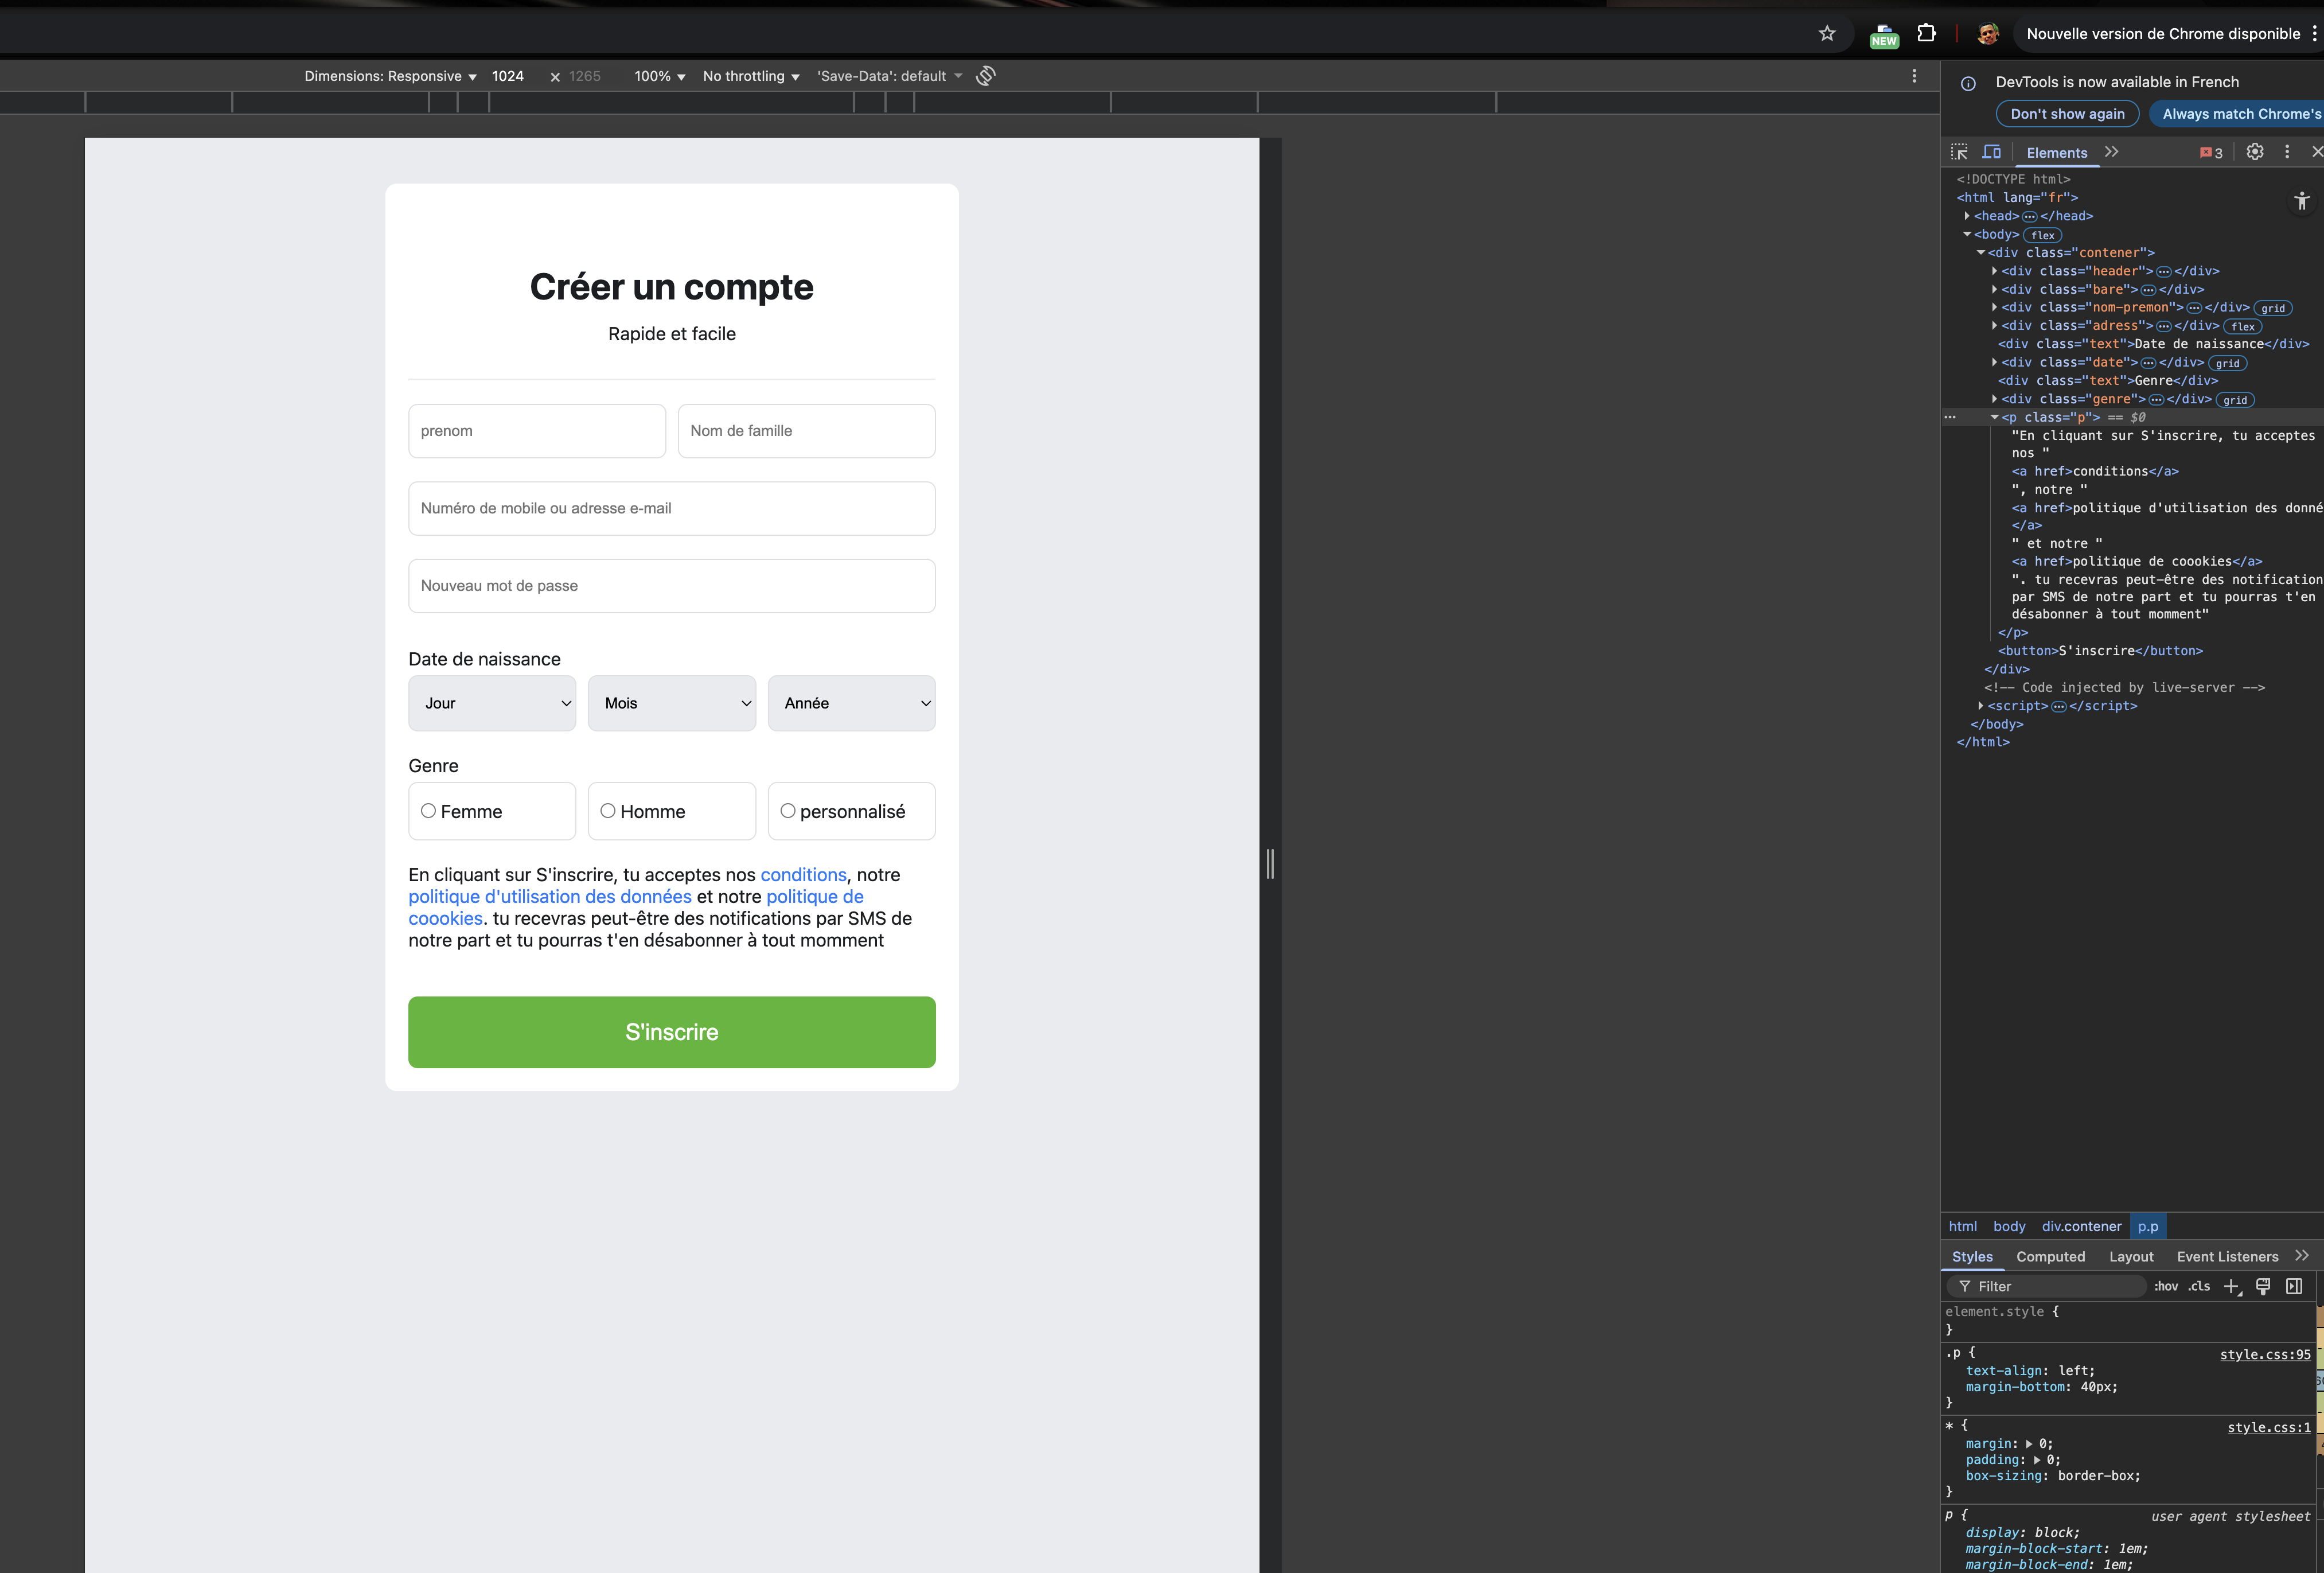 NEW
Nouvelle version de Chrome disponible
Dimensions: Responsive 1024 × 1265 100% No throttling 'Save-Data': default
DevTools is now available in French
Don't show again Always match Chrome's
Elements 3
<!DOCTYPE html>
<html lang="fr">
<head>…</head>
<body> flex
<div class="contener">
<div class="header">…</div>
<div class="bare">…</div>
<div class="nom-premon">…</div> grid
<div class="adress">…</div> flex
<div class="text">Date de naissance</div>
<div class="date">…</div> grid
<div class="text">Genre</div>
<div class="genre">…</div> grid
… <p class="p"> == $0
"En cliquant sur S'inscrire, tu acceptes
nos "
<a href>conditions</a>
", notre "
<a href>politique d'utilisation des donné
</a>
" et notre "
<a href>politique de coookies</a>
". tu recevras peut-être des notification
par SMS de notre part et tu pourras t'en
désabonner à tout momment"
</p>
<button>S'inscrire</button>
</div>
<!-- Code injected by live-server -->
<script>…</script>
</body>
</html>
html body div.contener p.p
Styles Computed Layout Event Listeners
Filter :hov .cls
element.style {
}
.p { style.css:95
text-align: left;
margin-bottom: 40px;
}
* { style.css:1
margin: 0;
padding: 0;
box-sizing: border-box;
}
p { user agent stylesheet
display: block;
margin-block-start: 1em;
margin-block-end: 1em;
Créer un compte
Rapide et facile
prenom Nom de famille
Numéro de mobile ou adresse e-mail
Nouveau mot de passe
Date de naissance
Jour Mois Année
Genre
Femme Homme personnalisé
En cliquant sur S'inscrire, tu acceptes nos conditions, notre
politique d'utilisation des données et notre politique de
coookies. tu recevras peut-être des notifications par SMS de
notre part et tu pourras t'en désabonner à tout momment
S'inscrire